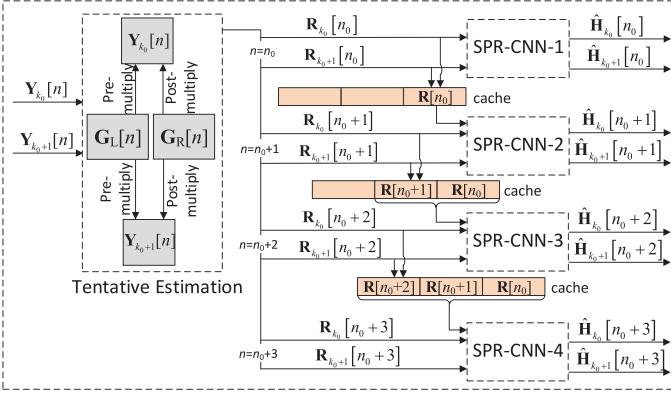 Y_{k_0}[n]
Y_{k_0+1}[n]
Y_{k_0}[n]
Pre-multiply
Post-multiply
G_L[n]
G_R[n]
Pre-multiply
Post-multiply
Y_{k_0+1}[n]
Tentative Estimation
n=n_0
R_{k_0}[n_0]
R_{k_0+1}[n_0]
SPR-CNN-1
Ĥ_{k_0}[n_0]
Ĥ_{k_0+1}[n_0]
R[n_0]
cache
n=n_0+1
R_{k_0}[n_0+1]
R_{k_0+1}[n_0+1]
SPR-CNN-2
Ĥ_{k_0}[n_0+1]
Ĥ_{k_0+1}[n_0+1]
R[n_0+1]
R[n_0]
cache
n=n_0+2
R_{k_0}[n_0+2]
R_{k_0+1}[n_0+2]
SPR-CNN-3
Ĥ_{k_0}[n_0+2]
Ĥ_{k_0+1}[n_0+2]
R[n_0+2]
R[n_0+1]
R[n_0]
cache
n=n_0+3
R_{k_0}[n_0+3]
R_{k_0+1}[n_0+3]
SPR-CNN-4
Ĥ_{k_0}[n_0+3]
Ĥ_{k_0+1}[n_0+3]